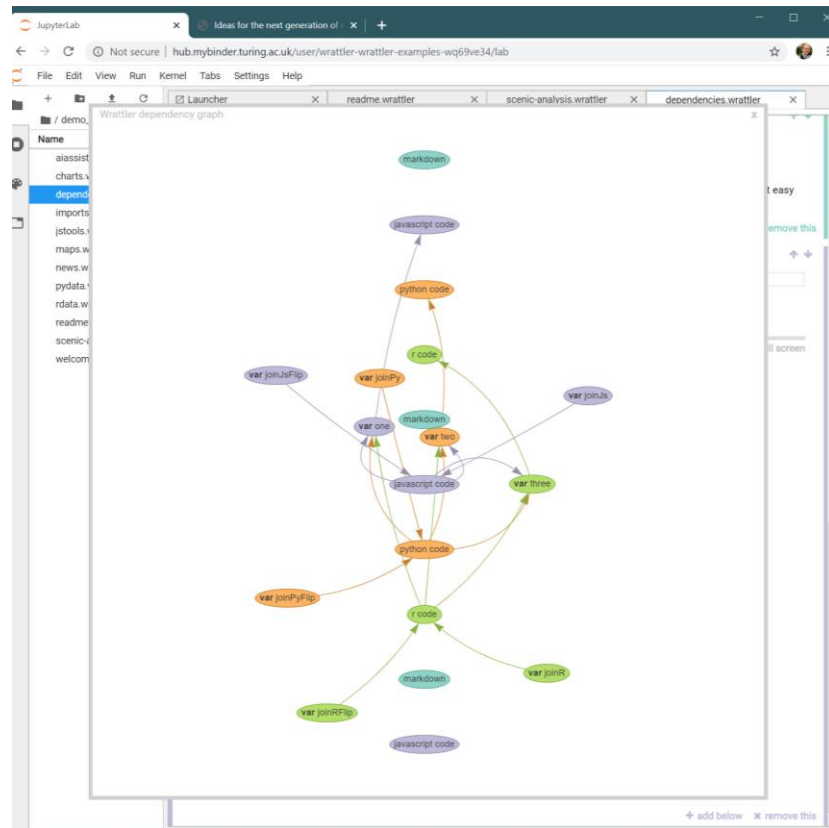 JupyterLab
Ideas for the next generation of
Not secure | hub.mybinder.turing.ac.uk/user/wrattler-wrattler-examples-wq69ve34/lab
File Edit View Run Kernel Tabs Settings Help
Launcher
readme.wrattler
scenic-analysis.wrattler
dependencies.wrattler
/ demo_
Name
aiassist
charts.w
depend
imports
jstools.
maps.w
news.w
pydata.
rdata.w
readme
scenic-a
welcom
Wrattler dependency graph
x
markdown
javascript code
python code
r code
var joinJsFlip
var joinPy
var joinJs
markdown
var one
var two
javascript code
var three
python code
var joinPyFlip
r code
markdown
var joinR
var joinRFlip
javascript code
t easy
emove this
ll screen
add below
remove this